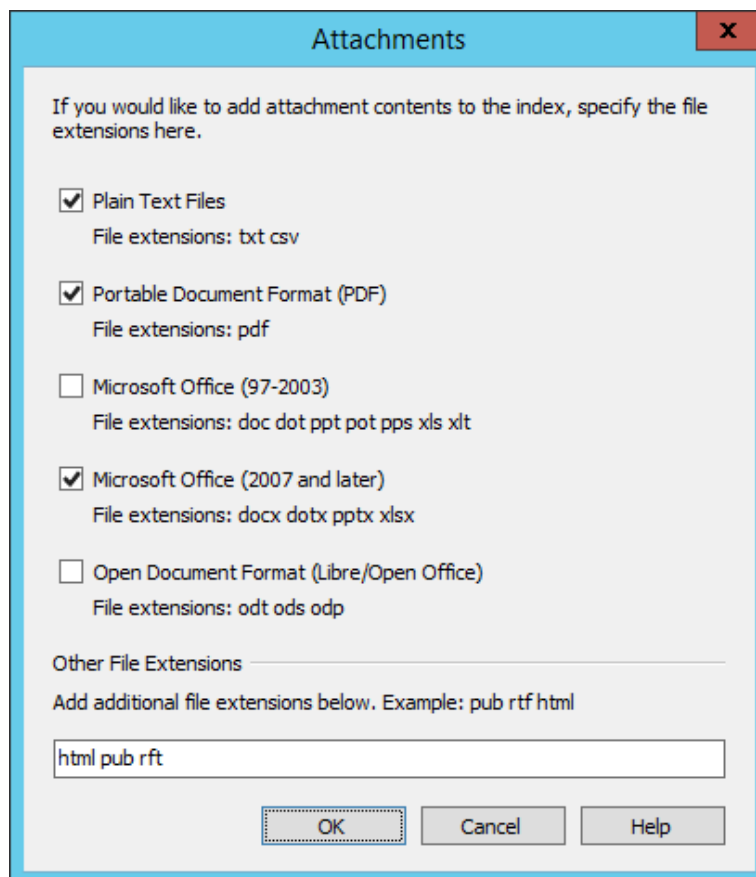 Attachments
x
If you would like to add attachment contents to the index, specify the file
extensions here.
Plain Text Files
File extensions: txt csv
Portable Document Format (PDF)
File extensions: pdf
Microsoft Office (97-2003)
File extensions: doc dot ppt pot pps xls xlt
Microsoft Office (2007 and later)
File extensions: docx dotx pptx xlsx
Open Document Format (Libre/Open Office)
File extensions: odt ods odp
Other File Extensions
Add additional file extensions below. Example: pub rtf html
html pub rft
OK Cancel Help